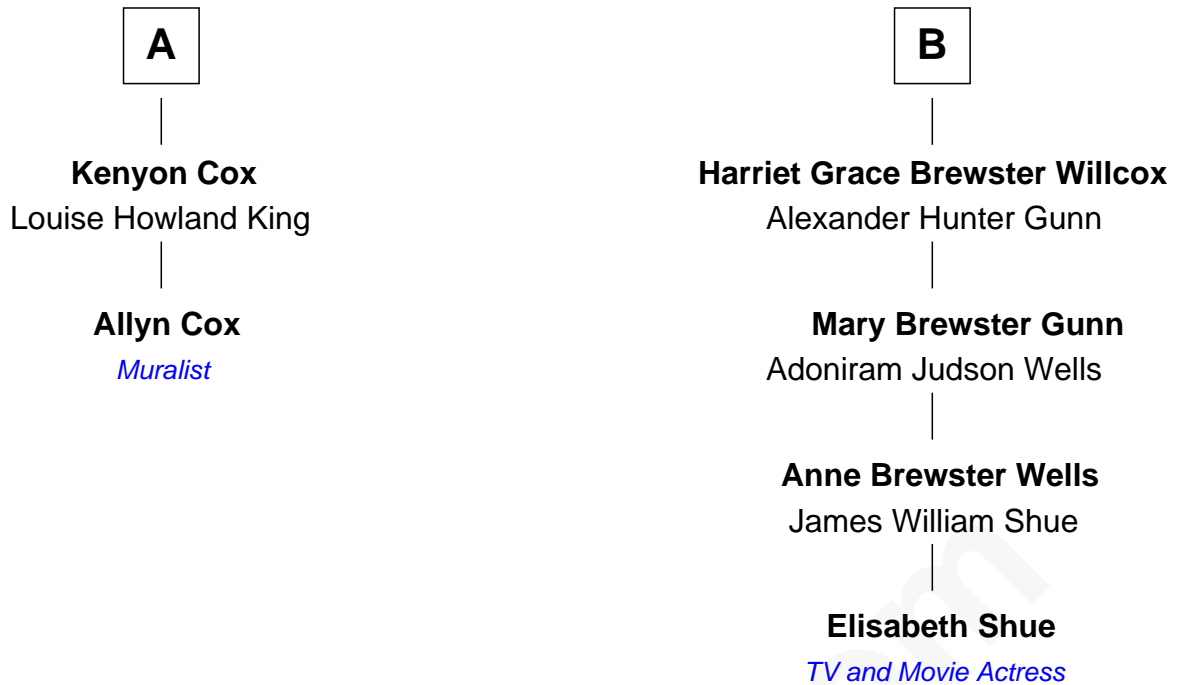 A
Kenyon Cox
Louise Howland King
Allyn Cox
Muralist
B
Harriet Grace Brewster Willcox
Alexander Hunter Gunn
Mary Brewster Gunn
Adoniram Judson Wells
Anne Brewster Wells
James William Shue
Elisabeth Shue
TV and Movie Actress